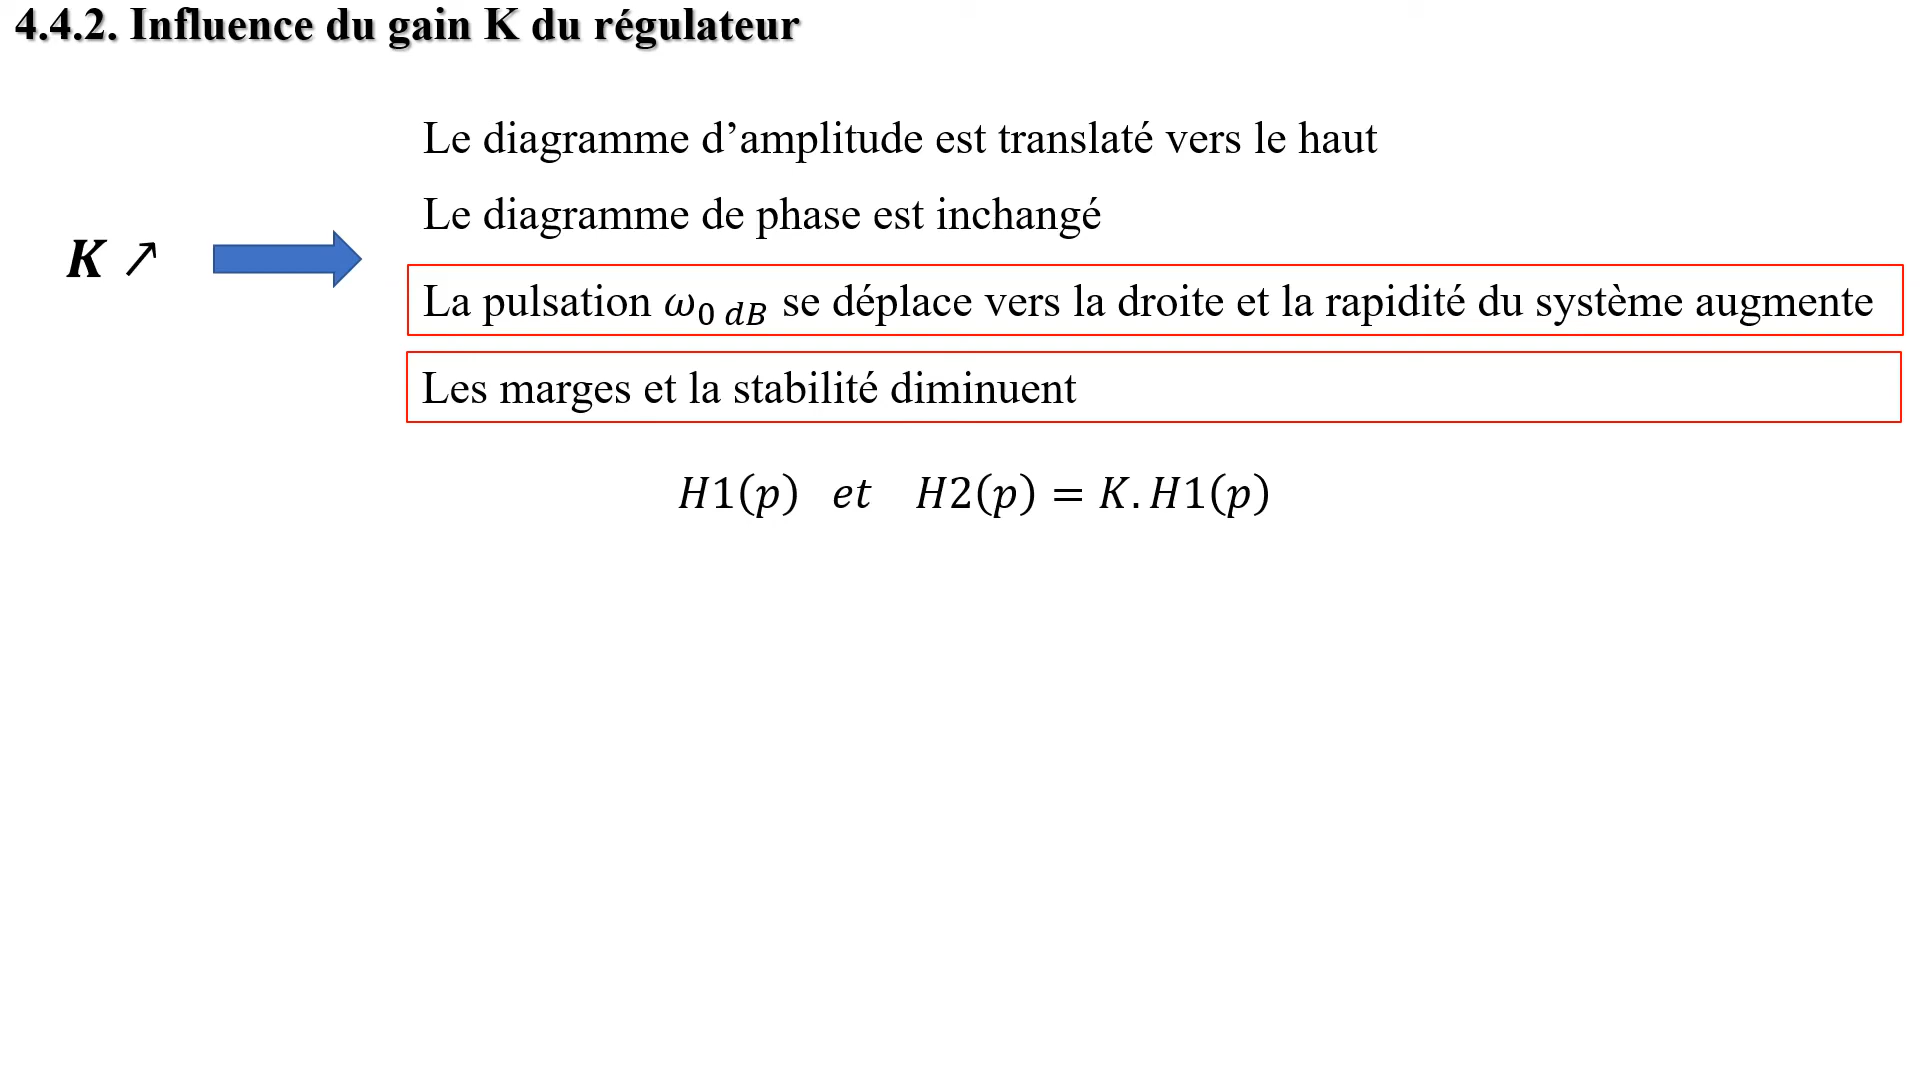 4.4.2. Influence du gain K du régulateur
Le diagramme d’amplitude est translaté vers le haut
Le diagramme de phase est inchangé
K ↗
La pulsation ω₀ dB se déplace vers la droite et la rapidité du système augmente
Les marges et la stabilité diminuent
H1(p) et H2(p) = K. H1(p)